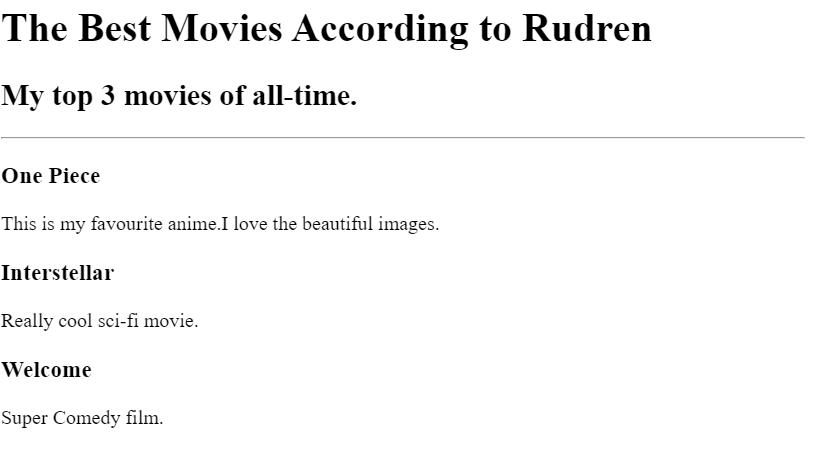 The Best Movies According to Rudren
My top 3 movies of all-time.
One Piece
This is my favourite anime.I love the beautiful images.
Interstellar
Really cool sci-fi movie.
Welcome
Super Comedy film.